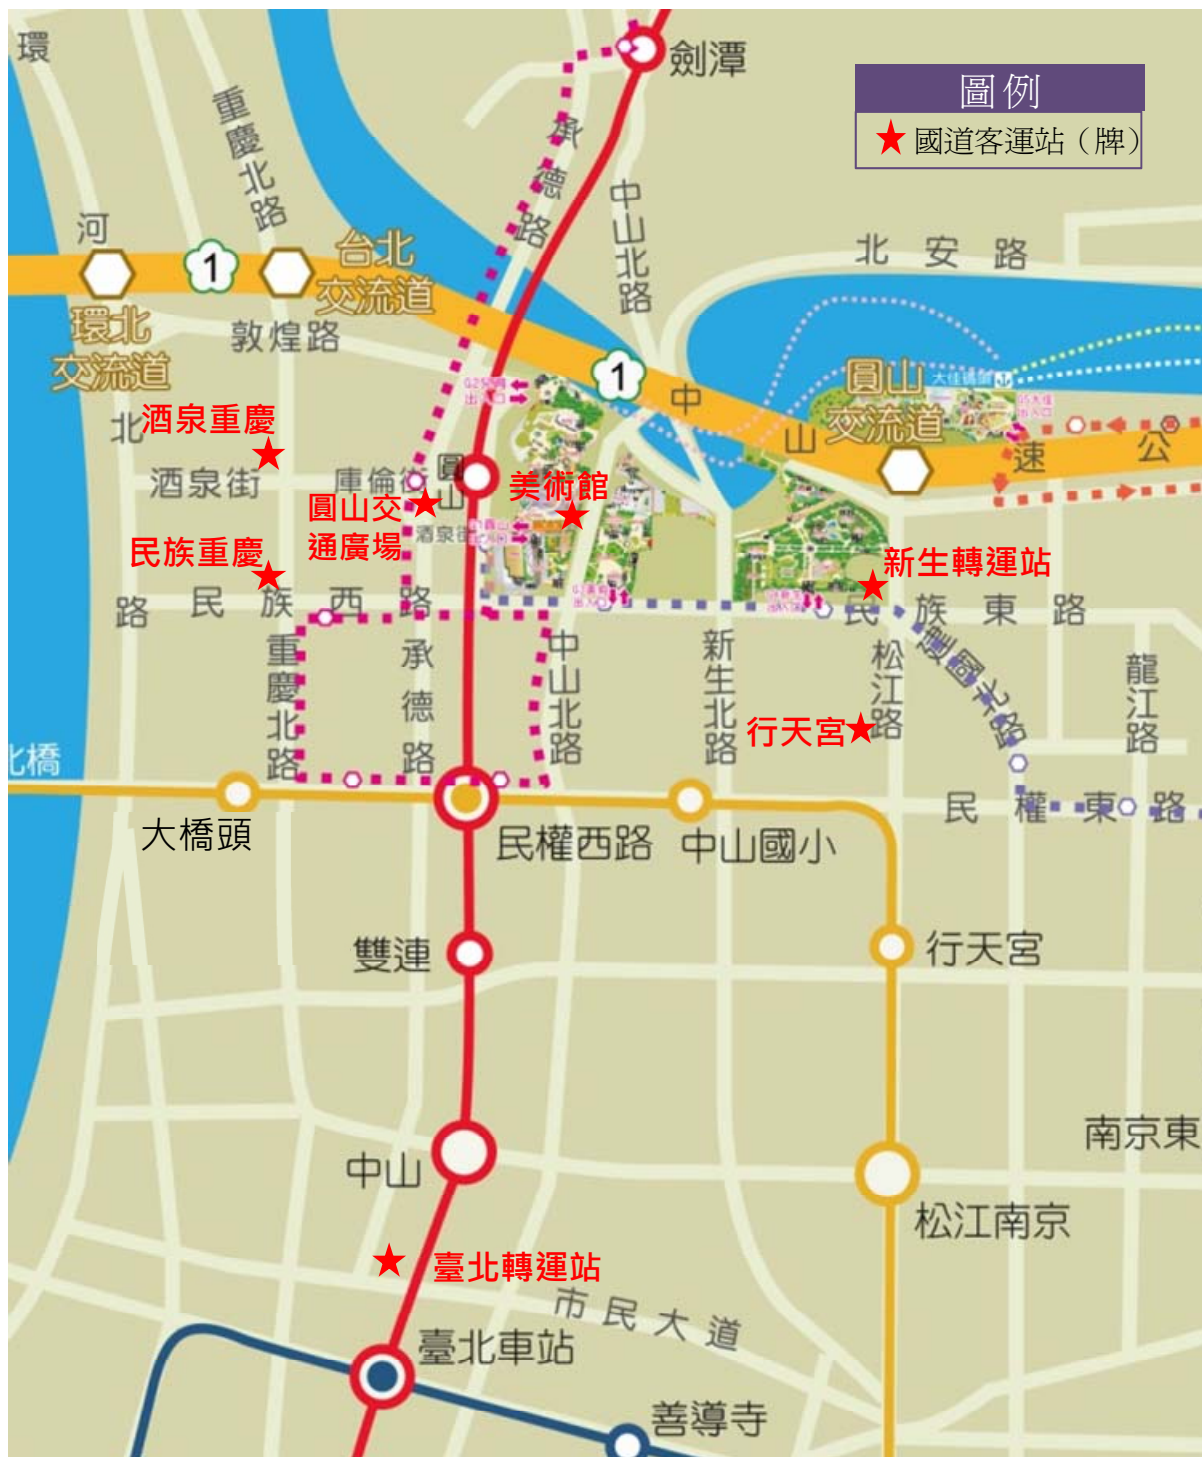 環
劍潭
圖例
國道客運站（牌）
重慶北路
承德路
中山北路
河
1
台北
交流道
北安路
環北
交流道
敦煌路
1
中山
圓山
交流道
大佳碼頭
速公
北
酒泉重慶
酒泉街
庫倫街
圓山
美術館
圓山交
通廣場
酒泉街
民族重慶
新生轉運站
路
民族西路
民族東路
重慶北路
承德路
中山北路
新生北路
松江路
建國北路
龍江路
行天宮
北橋
大橋頭
民權西路
中山國小
民權東路
雙連
行天宮
中山
南京東
松江南京
臺北轉運站
市民大道
臺北車站
善導寺